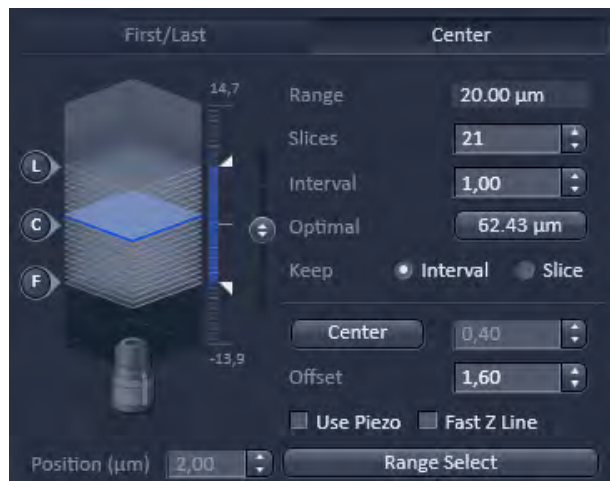 First/Last Center
14,7
Range 20.00 µm
Slices 21
L
Interval 1,00
C
Optimal 62.43 µm
F
Keep Interval Slice
Center 0,40
-13,9
Offset 1,60
Use Piezo Fast Z Line
Position (µm) 2,00 Range Select